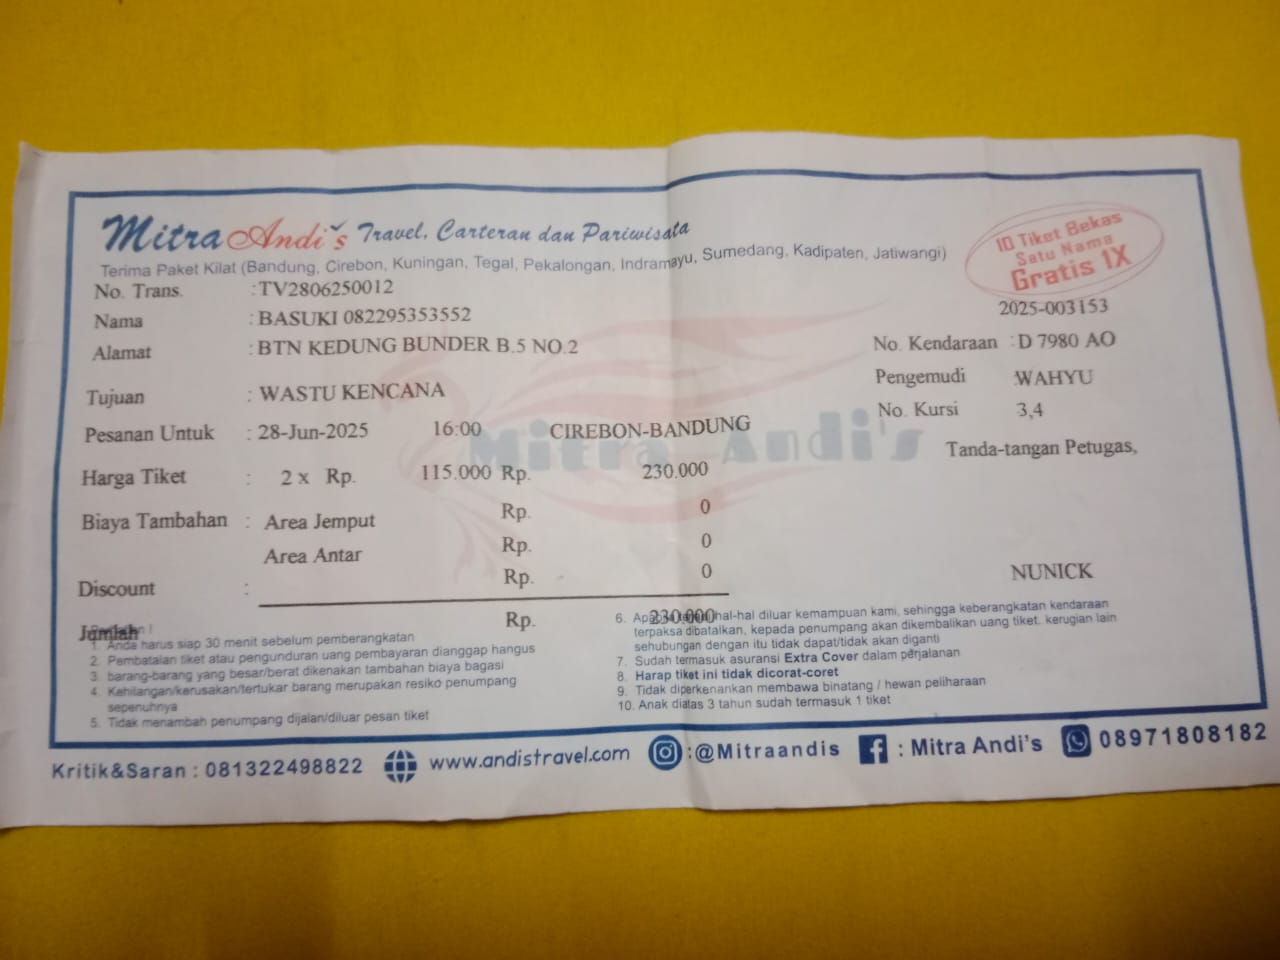 Mitra Andi's Travel, Carteran dan Pariwisata
Terima Paket Kilat (Bandung, Cirebon, Kuningan, Tegal, Pekalongan, Indramayu, Sumedang, Kadipaten, Jatiwangi)
10 Tiket Bekas
Satu Nama
Gratis 1X
2025-003153
No. Trans. : TV2806250012
Nama : BASUKI 082295353552
Alamat : BTN KEDUNG BUNDER B.5 NO.2
Tujuan : WASTU KENCANA
Pesanan Untuk : 28-Jun-2025 16:00 CIREBON-BANDUNG
Harga Tiket : 2 x Rp. 115.000 Rp. 230.000
Biaya Tambahan : Area Jemput Rp. 0
Area Antar Rp. 0
Discount : Rp. 0
Jumlah Rp. 230.000
No. Kendaraan : D 7980 AO
Pengemudi WAHYU
No. Kursi 3,4
Tanda-tangan Petugas,
NUNICK
Mitra Andi's
1. Anda harus siap 30 menit sebelum pemberangkatan
2. Pembatalan tiket atau pengunduran uang pembayaran dianggap hangus
3. barang-barang yang besar/berat dikenakan tambahan biaya bagasi
4. Kehilangan/kerusakan/tertukar barang merupakan resiko penumpang
sepenuhnya
5. Tidak menambah penumpang dijalan/diluar pesan tiket
6. hal-hal diluar kemampuan kami, sehingga keberangkatan kendaraan
terpaksa dibatalkan, kepada penumpang akan dikembalikan uang tiket. kerugian lain
sehubungan dengan itu tidak dapat/tidak akan diganti
7. Sudah termasuk asuransi Extra Cover dalam perjalanan
8. Harap tiket ini tidak dicorat-coret
9. Tidak diperkenankan membawa binatang / hewan peliharaan
10. Anak diatas 3 tahun sudah termasuk 1 tiket
Kritik&Saran : 081322498822 www.andistravel.com :@Mitraandis : Mitra Andi's 08971808182